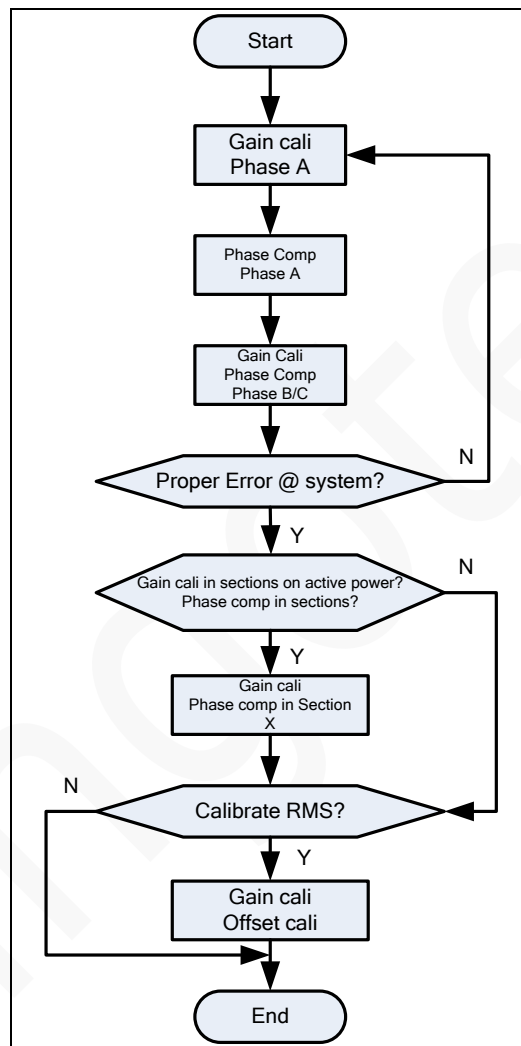 Start
Gain cali
Phase A
Phase Comp
Phase A
Gain Cali
Phase Comp
Phase B/C
Proper Error @ system?
N
Y
Gain cali in sections on active power?
Phase comp in sections?
N
Y
Gain cali
Phase comp in Section
X
Calibrate RMS?
N
Y
Gain cali
Offset cali
End